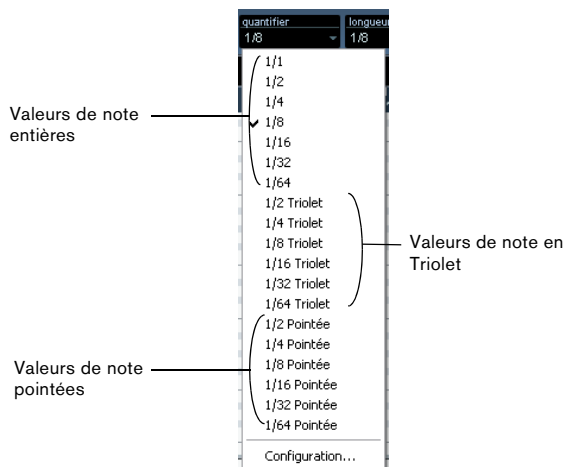 quantifier
longueu
1/8
1/8
1/1
1/2
1/4
1/8
1/16
1/32
1/64
1/2 Triolet
1/4 Triolet
1/8 Triolet
1/16 Triolet
1/32 Triolet
1/64 Triolet
1/2 Pointée
1/4 Pointée
1/8 Pointée
1/16 Pointée
1/32 Pointée
1/64 Pointée
Configuration...
Valeurs de note
entières
Valeurs de note en
Triolet
Valeurs de note
pointées